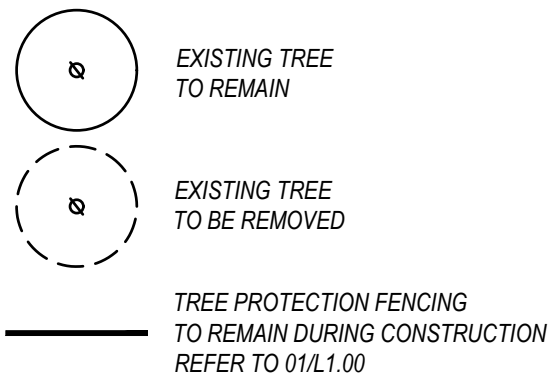 EXISTING TREE
TO REMAIN
EXISTING TREE
TO BE REMOVED
TREE PROTECTION FENCING
TO REMAIN DURING CONSTRUCTION
REFER TO 01/L1.00